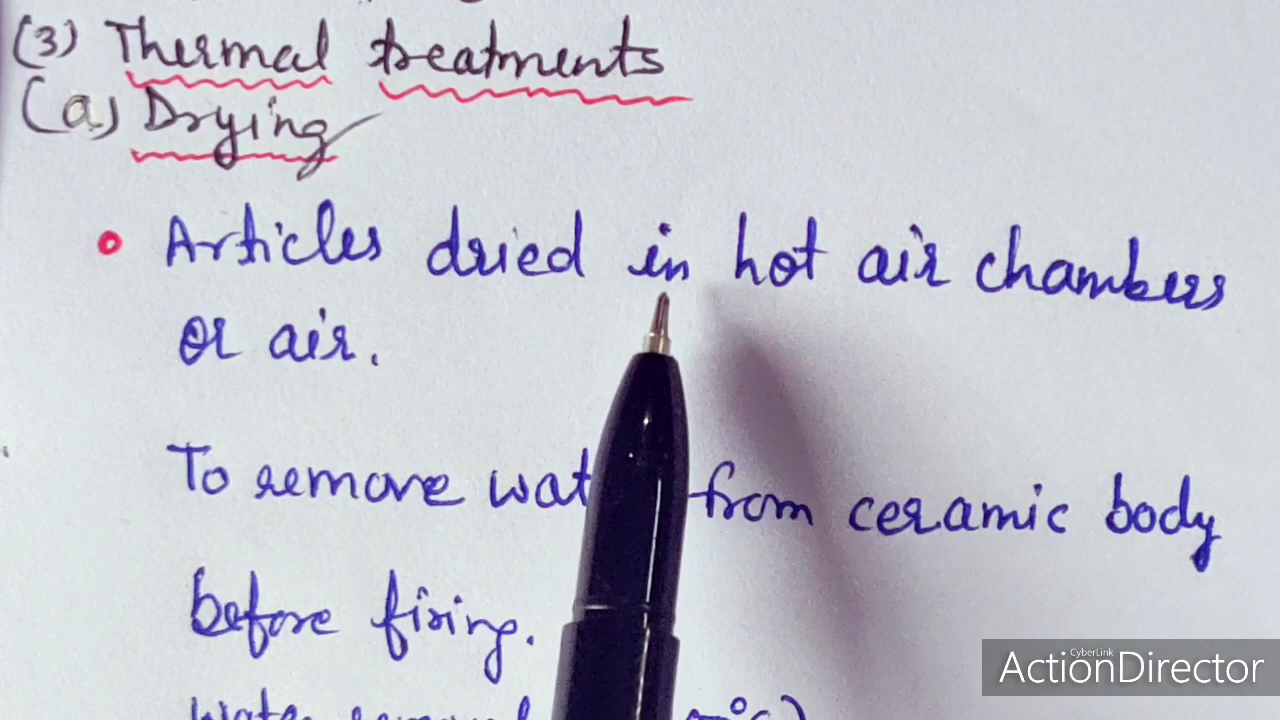 (3) Thermal treatments
(a) Drying
Articles dried in hot air chambers
or air.
To remove wat from ceramic body
before firing.
CyberLink
ActionDirector